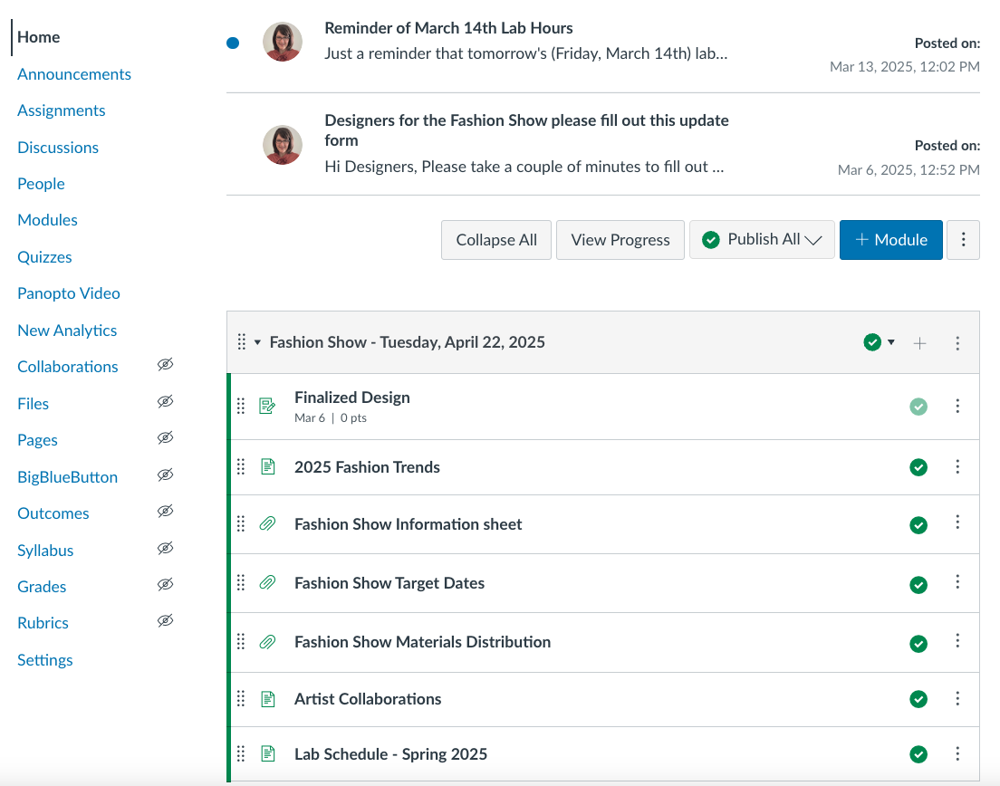 Home
Announcements
Assignments
Discussions
People
Modules
Quizzes
Panopto Video
New Analytics
Collaborations
Files
Pages
BigBlueButton
Outcomes
Syllabus
Grades
Rubrics
Settings
Reminder of March 14th Lab Hours
Just a reminder that tomorrow's (Friday, March 14th) lab...
Posted on:
Mar 13, 2025, 12:02 PM
Designers for the Fashion Show please fill out this update
form
Hi Designers, Please take a couple of minutes to fill out ...
Posted on:
Mar 6, 2025, 12:52 PM
Collapse All
View Progress
Publish All
+ Module
Fashion Show - Tuesday, April 22, 2025
Finalized Design
Mar 6 | 0 pts
2025 Fashion Trends
Fashion Show Information sheet
Fashion Show Target Dates
Fashion Show Materials Distribution
Artist Collaborations
Lab Schedule - Spring 2025